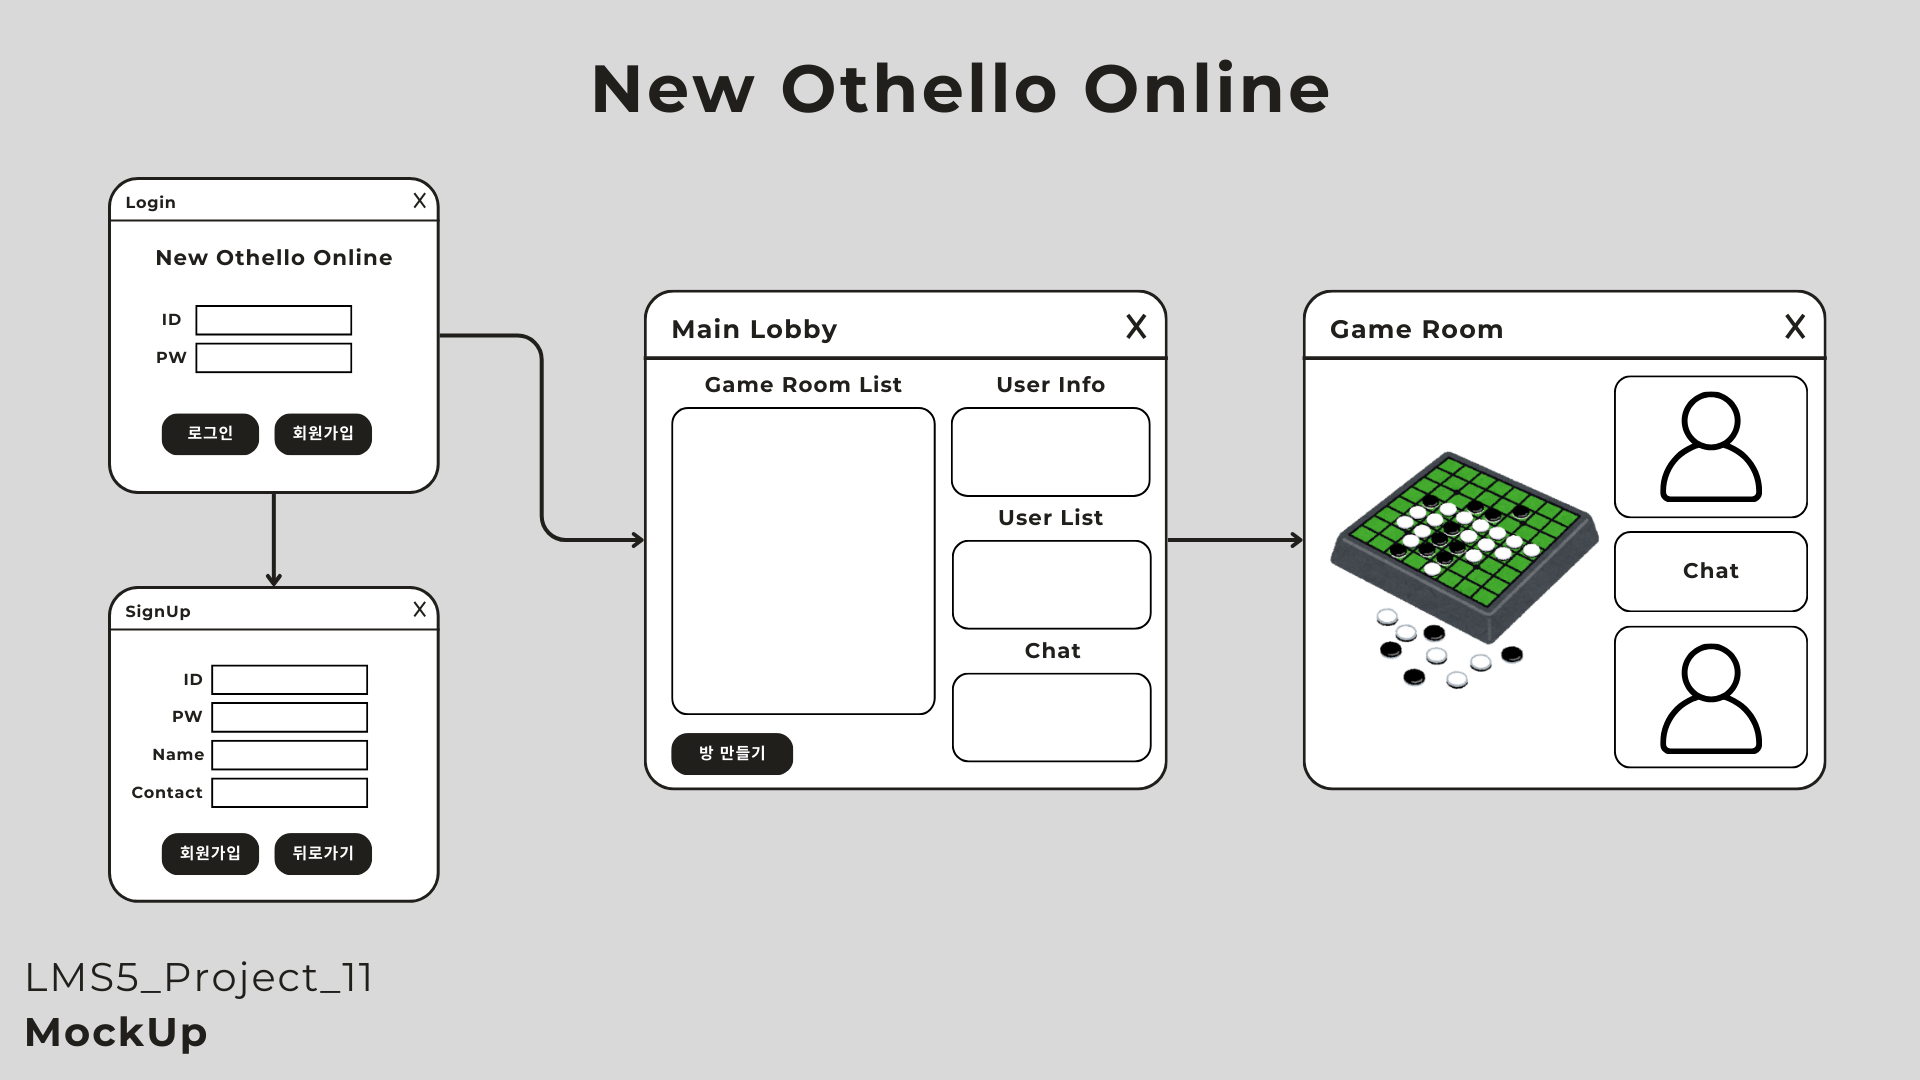 New Othello Online
Login X
New Othello Online
ID
PW
로그인 회원가입
SignUp X
ID
PW
Name
Contact
회원가입 뒤로가기
Main Lobby X
Game Room List
방 만들기
User Info
User List
Chat
Game Room X
Chat
LMS5_Project_11
MockUp